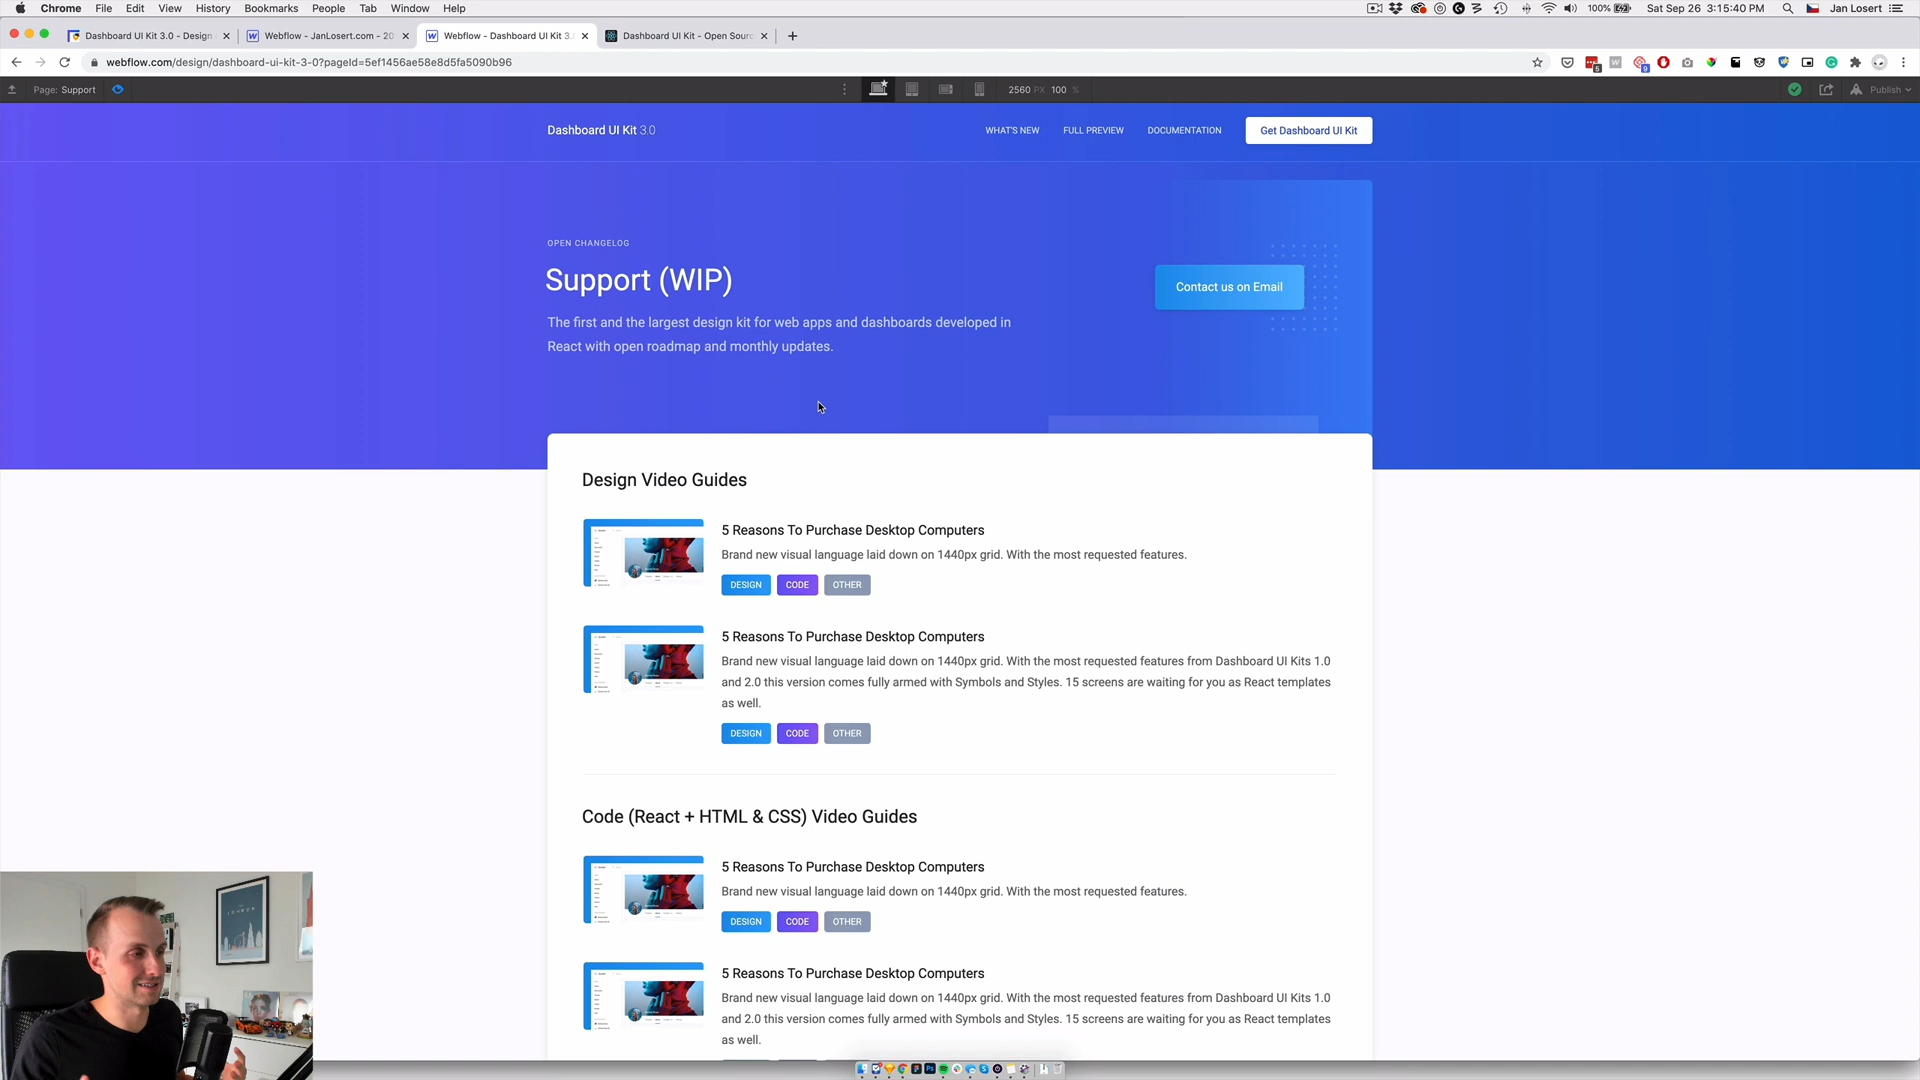 Chrome File Edit View History Bookmarks People Tab Window Help
100% Sat Sep 26 3:15:40 PM Jan Losert
Dashboard UI Kit 3.0 - Design
Webflow - JanLosert.com - 20
Webflow - Dashboard UI Kit 3.
Dashboard UI Kit - Open Sour
webflow.com/design/dashboard-ui-kit-3-0?pageId=5ef1456ae58e8d5fa5090b96
Page: Support
2560 PX 100 %
Publish
Dashboard UI Kit 3.0
WHAT'S NEW
FULL PREVIEW
DOCUMENTATION
Get Dashboard UI Kit
OPEN CHANGELOG
Support (WIP)
The first and the largest design kit for web apps and dashboards developed in
React with open roadmap and monthly updates.
Contact us on Email
Design Video Guides
5 Reasons To Purchase Desktop Computers
Brand new visual language laid down on 1440px grid. With the most requested features.
DESIGN CODE OTHER
5 Reasons To Purchase Desktop Computers
Brand new visual language laid down on 1440px grid. With the most requested features from Dashboard UI Kits 1.0
and 2.0 this version comes fully armed with Symbols and Styles. 15 screens are waiting for you as React templates
as well.
DESIGN CODE OTHER
Code (React + HTML & CSS) Video Guides
5 Reasons To Purchase Desktop Computers
Brand new visual language laid down on 1440px grid. With the most requested features.
DESIGN CODE OTHER
5 Reasons To Purchase Desktop Computers
Brand new visual language laid down on 1440px grid. With the most requested features from Dashboard UI Kits 1.0
and 2.0 this version comes fully armed with Symbols and Styles. 15 screens are waiting for you as React templates
as well.